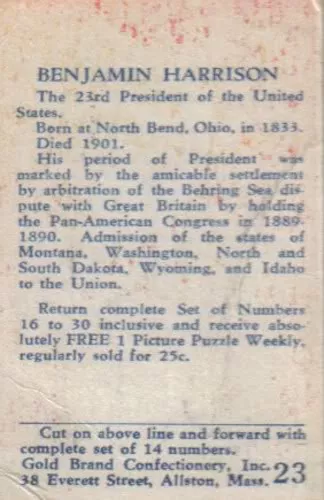 BENJAMIN HARRISON
The 23rd President of the United
States.
Born at North Bend, Ohio, in 1833.
Died 1901.
His period of President was
marked by the amicable settlement
by arbitration of the Behring Sea dis-
pute with Great Britain by holding
the Pan-American Congress in 1889-
1890. Admission of the states of
Montana, Washington, North and
South Dakota, Wyoming, and Idaho
to the Union.
Return complete Set of Numbers
16 to 30 inclusive and receive abso-
lutely FREE 1 Picture Puzzle Weekly,
regularly sold for 25c.
Cut on above line and forward with
complete set of 14 numbers.
Gold Brand Confectionery, Inc.
38 Everett Street, Allston, Mass. 23